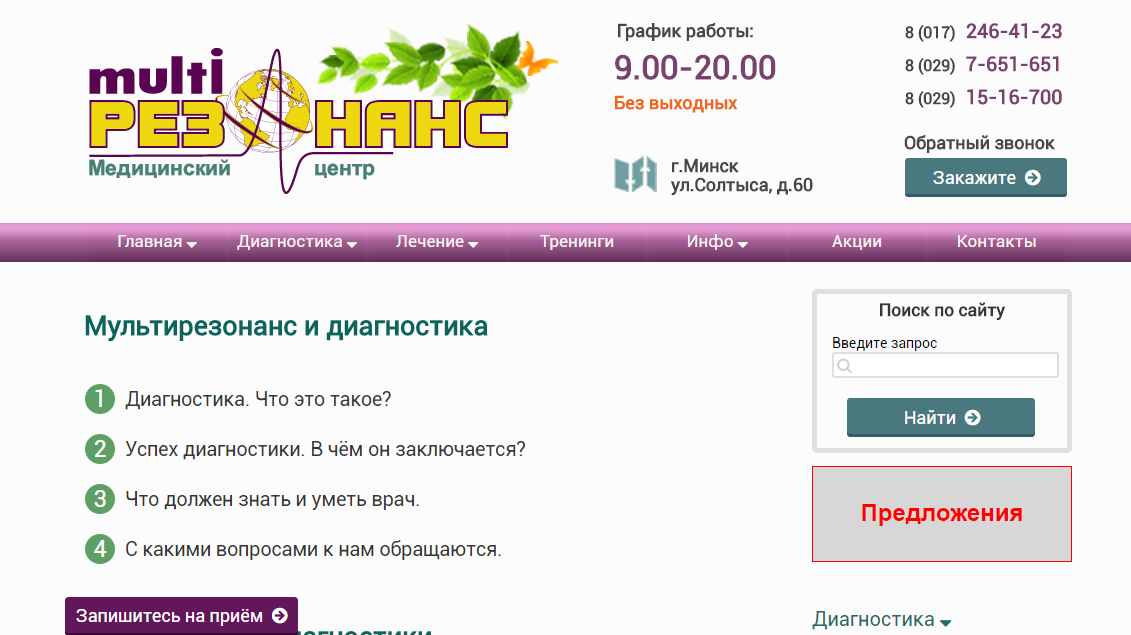 multi
РЕЗОНАНС
Медицинский центр
График работы:
9.00-20.00
Без выходных
г.Минск
ул.Солтыса, д.60
8 (017) 246-41-23
8 (029) 7-651-651
8 (029) 15-16-700
Обратный звонок
Закажите
Главная Диагностика Лечение Тренинги Инфо Акции Контакты
Мультирезонанс и диагностика
1 Диагностика. Что это такое?
2 Успех диагностики. В чём он заключается?
3 Что должен знать и уметь врач.
4 С какими вопросами к нам обращаются.
Запишитесь на приём
Поиск по сайту
Введите запрос
Найти
Предложения
Диагностика